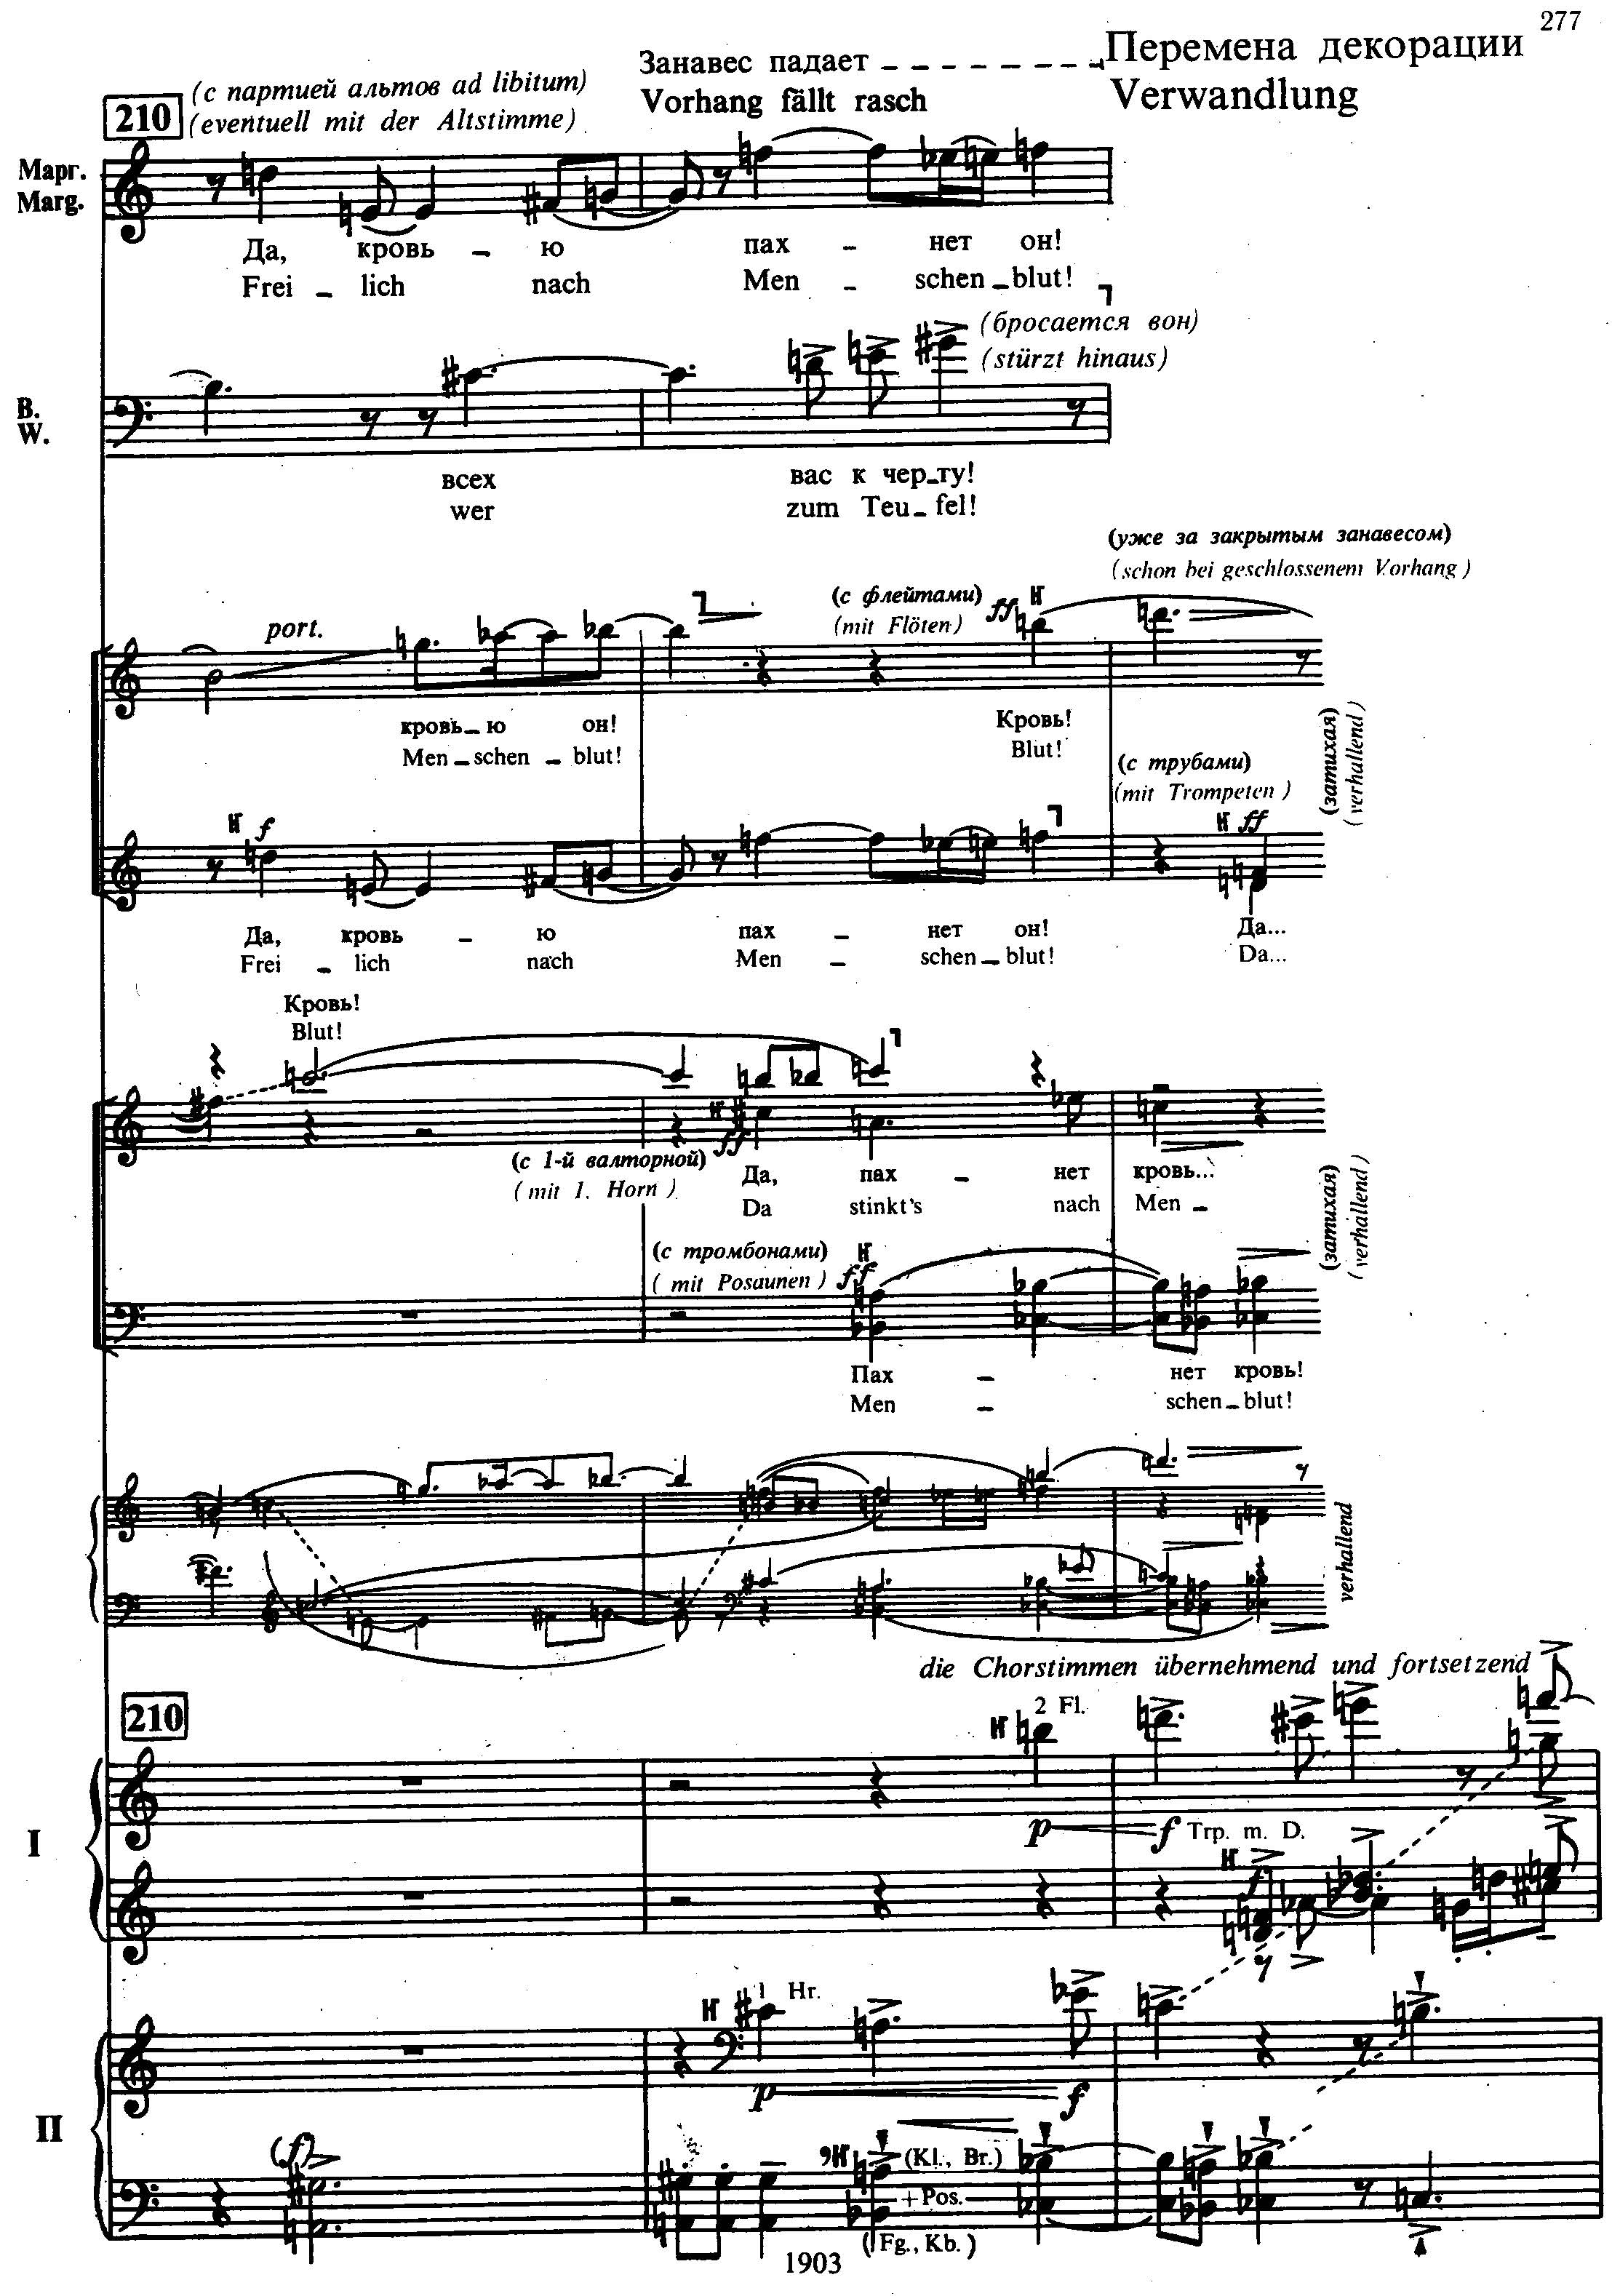 277
Занавес падает
Перемена декорации
Vorhang fällt rasch
Verwandlung
210
(с партией альтов ad libitum)
(eventuell mit der Altstimme)
Марг.
Marg.
Да, кровь – ю пах – нет он!
Frei – lich nach Men – schen – blut!
(бросается вон)
(stürzt hinaus)
В.
W.
всех вас к чер – ту!
wer zum Teu – fel!
(уже за закрытым занавесом)
(schon bei geschlossenem Vorhang)
port.
(с флейтами)
(mit Flöten)
ff
кровь – ю он! Кровь!
Men – schen – blut! Blut!
(затихая)
(verhallend)
(с трубами)
(mit Trompeten)
f
ff
Да, кровь – ю пах – нет он! Да...
Frei – lich nach Men – schen – blut! Da...
Кровь!
Blut!
(с 1-й валторной)
(mit 1. Horn)
ff
Да, пах – нет кровь...
Da stinkt's nach Men –
(затихая)
(verhallend)
(с тромбонами)
(mit Posaunen)
ff
Пах – нет кровь!
Men – schen – blut!
verhallend
die Chorstimmen übernehmend und fortsetzend
210
2 Fl.
I
p f
Trp. m. D.
f
1 Hr.
II
p f
(f)
(Kl., Br.)
+Pos.
(Fg., Kb.)
1903